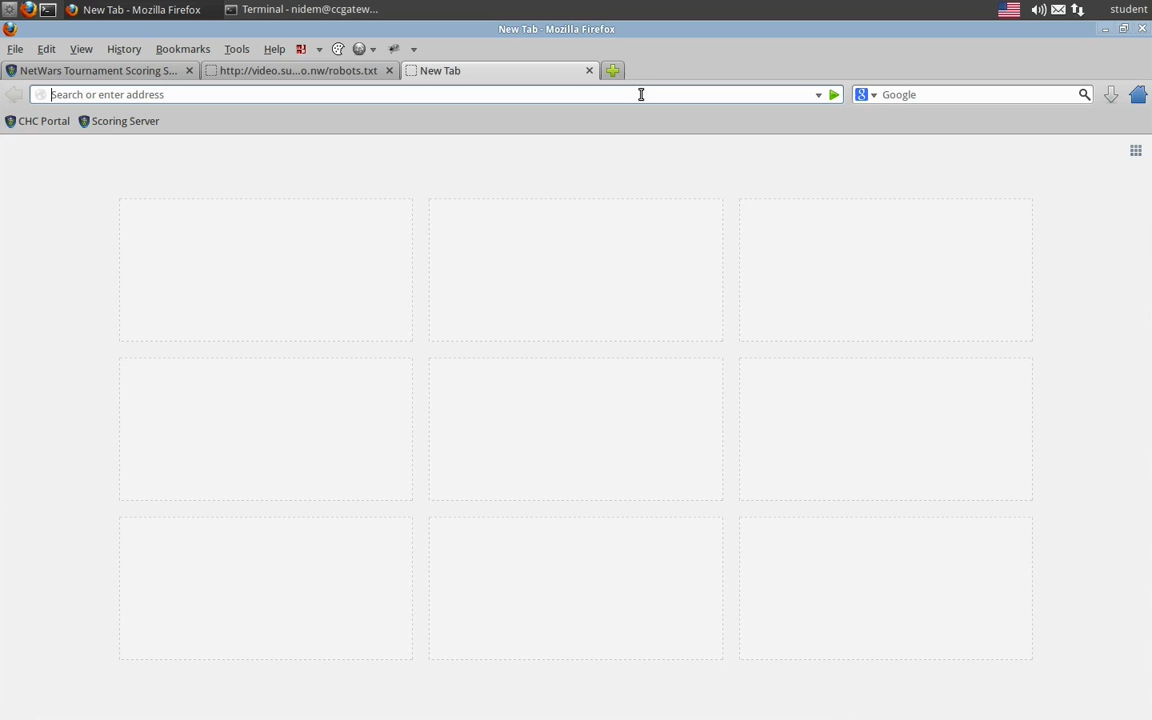 New Tab - Mozilla Firefox Terminal - nidem@ccgatew... student
New Tab - Mozilla Firefox
File Edit View History Bookmarks Tools Help
NetWars Tournament Scoring S... http://video.su...o.nw/robots.txt New Tab
Search or enter address Google
CHC Portal Scoring Server